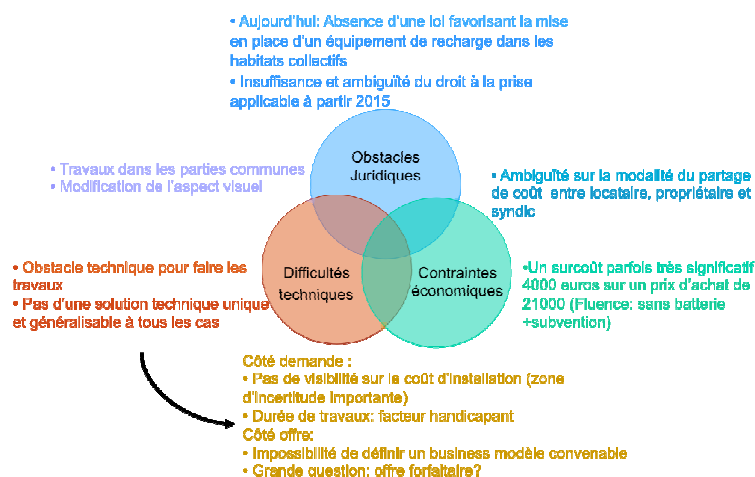 • Aujourd'hui: Absence d'une loi favorisant la mise
en place d'un équipement de recharge dans les
habitats collectifs
• Insuffisance et ambiguïté du droit à la prise
applicable à partir 2015
Obstacles
Juridiques
• Travaux dans les parties communes
• Modification de l'aspect visuel
• Ambiguïté sur la modalité du partage
de coût entre locataire, propriétaire et
syndic
• Obstacle technique pour faire les
travaux
• Pas d'une solution technique unique
et généralisable à tous les cas
Difficultés
techniques
Contraintes
économiques
•Un surcoût parfois très significatif
4000 euros sur un prix d'achat de
21000 (Fluence: sans batterie
+subvention)
Côté demande :
• Pas de visibilité sur le coût d'installation (zone
d'incertitude importante)
• Durée de travaux: facteur handicapant
Côté offre:
• Impossibilité de définir un business modèle convenable
• Grande question: offre forfaitaire?